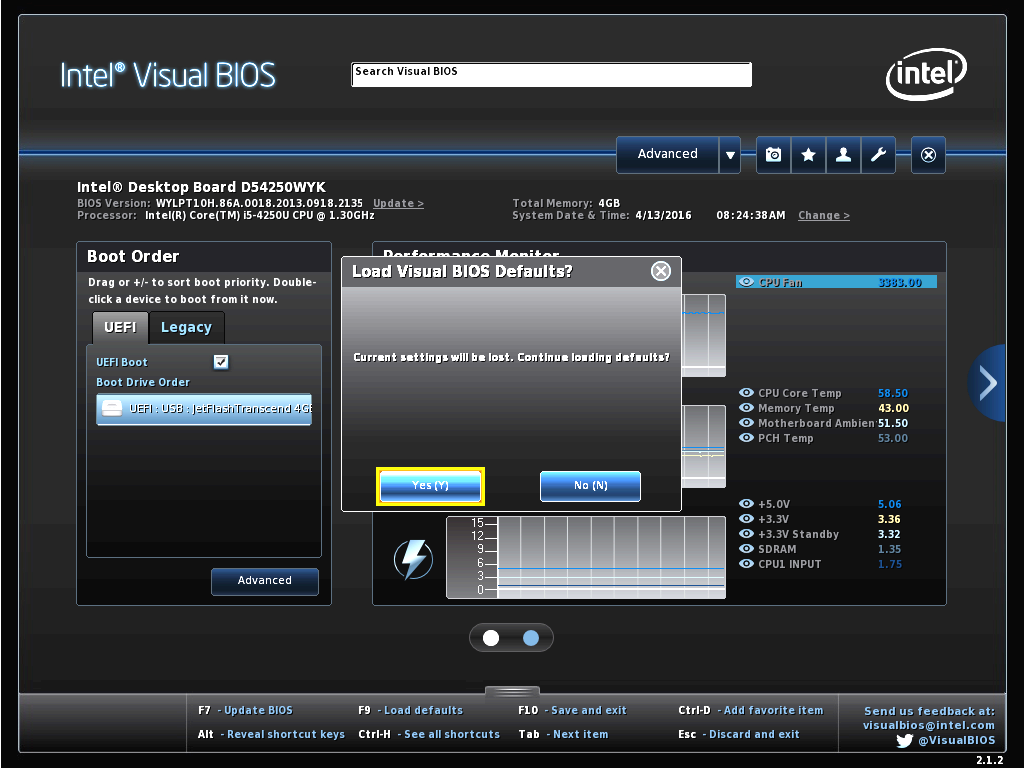 Intel® Visual BIOS
Search Visual BIOS
intel
Advanced
Intel® Desktop Board D54250WYK
BIOS Version: WYLPT10H.86A.0018.2013.0918.2135 Update >
Processor: Intel(R) Core(TM) i5-4250U CPU @ 1.30GHz
Total Memory: 4GB
System Date & Time: 4/13/2016 08:24:38AM Change >
Boot Order
Drag or +/- to sort boot priority. Double-
click a device to boot from it now.
UEFI Legacy
UEFI Boot
Boot Drive Order
UEFI : USB : JetFlashTranscend 4GB
Advanced
Performance Monitor
Load Visual BIOS Defaults?
Current settings will be lost. Continue loading defaults?
Yes (Y) No (N)
CPU Fan 3383.00
CPU Core Temp 58.50
Memory Temp 43.00
Motherboard Ambien 51.50
PCH Temp 53.00
15
12
9
6
3
0
+5.0V 5.06
+3.3V 3.36
+3.3V Standby 3.32
SDRAM 1.35
CPU1 INPUT 1.75
F7 - Update BIOS F9 - Load defaults F10 - Save and exit Ctrl-D - Add favorite item
Alt - Reveal shortcut keys Ctrl-H - See all shortcuts Tab - Next item Esc - Discard and exit
Send us feedback at:
visualbios@intel.com
@VisualBIOS
2.1.2